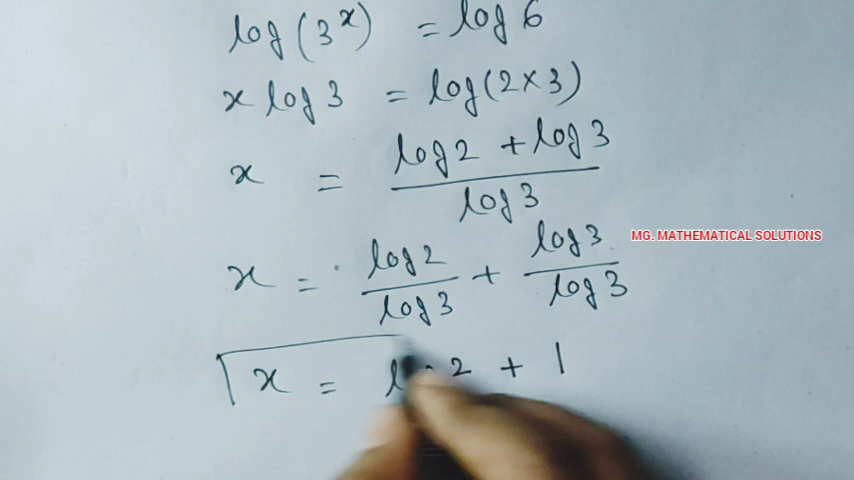 log(3^x) = log 6
x log 3 = log(2×3)
x = (log 2 + log 3) / log 3
MG. MATHEMATICAL SOLUTIONS
x = log 2 / log 3 + log 3 / log 3
x = 2 + 1